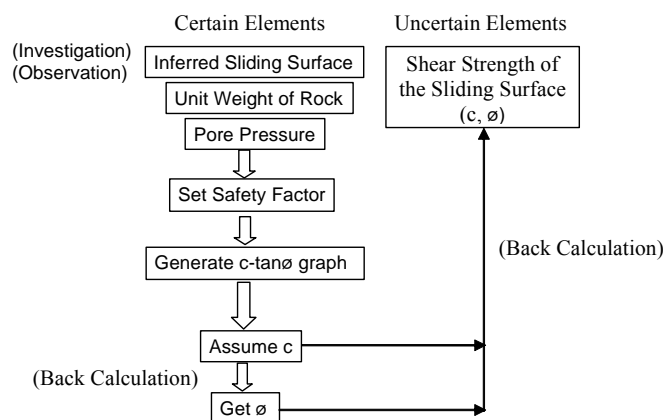 Certain Elements
Uncertain Elements
(Investigation)
(Observation)
Inferred Sliding Surface
Unit Weight of Rock
Pore Pressure
Shear Strength of
the Sliding Surface
(c, ø)
Set Safety Factor
(Back Calculation)
Generate c-tanø graph
Assume c
(Back Calculation)
Get ø